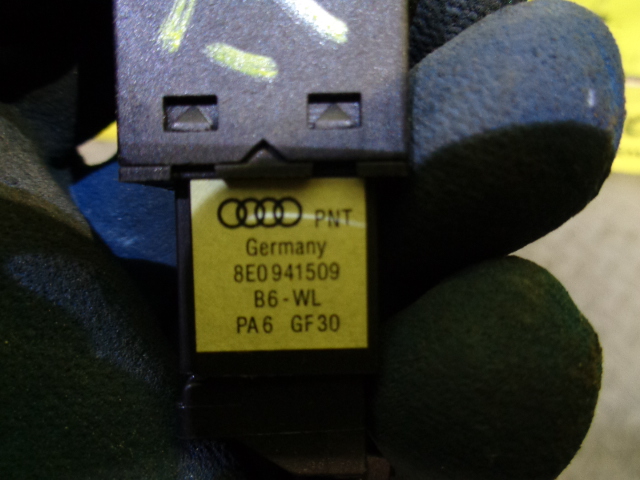 PNT
Germany
8E0941509
B6-WL
PA6 GF30